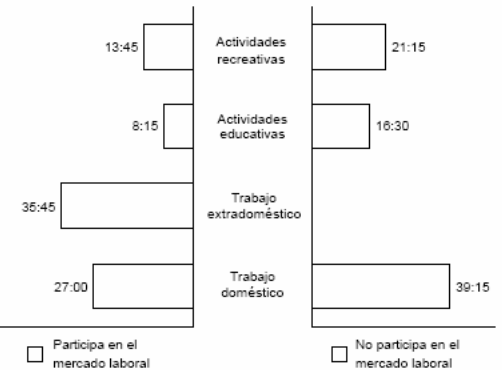 13:45
Actividades
recreativas
21:15
8:15
Actividades
educativas
16:30
35:45
Trabajo
extradoméstico
27:00
Trabajo
doméstico
39:15
Participa en el
mercado laboral
No participa en el
mercado laboral